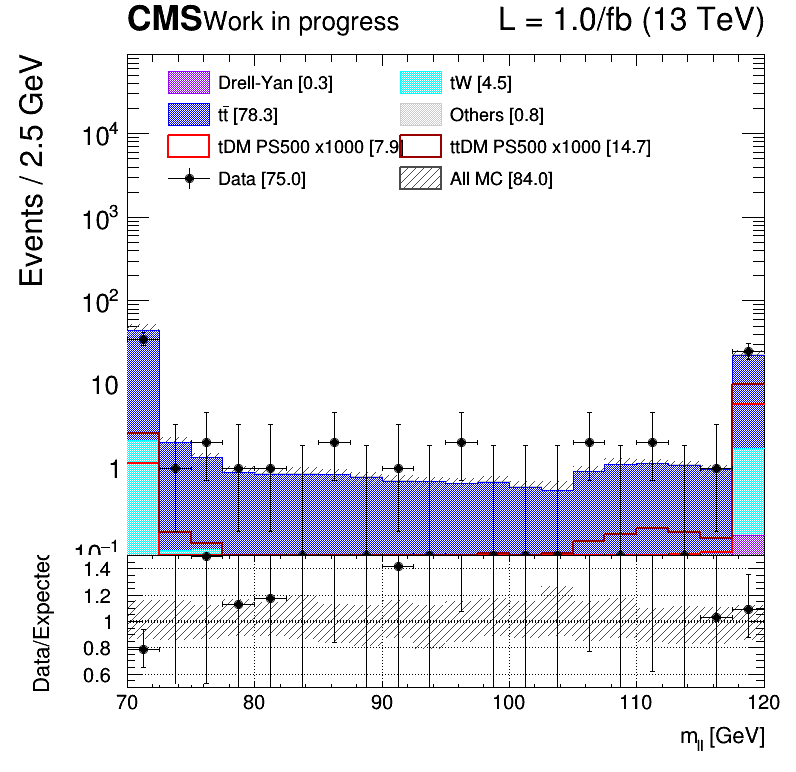 CMS Work in progress L = 1.0/fb (13 TeV)
Drell-Yan [0.3] tW [4.5]
tt̄ [78.3] Others [0.8]
tDM PS500 x1000 [7.9] ttDM PS500 x1000 [14.7]
Data [75.0] All MC [84.0]
Events / 2.5 GeV
10⁴
10³
10²
10
1
10⁻¹
Data/Expected
1.4
1.2
1
0.8
0.6
70 80 90 100 110 120
m_ll [GeV]